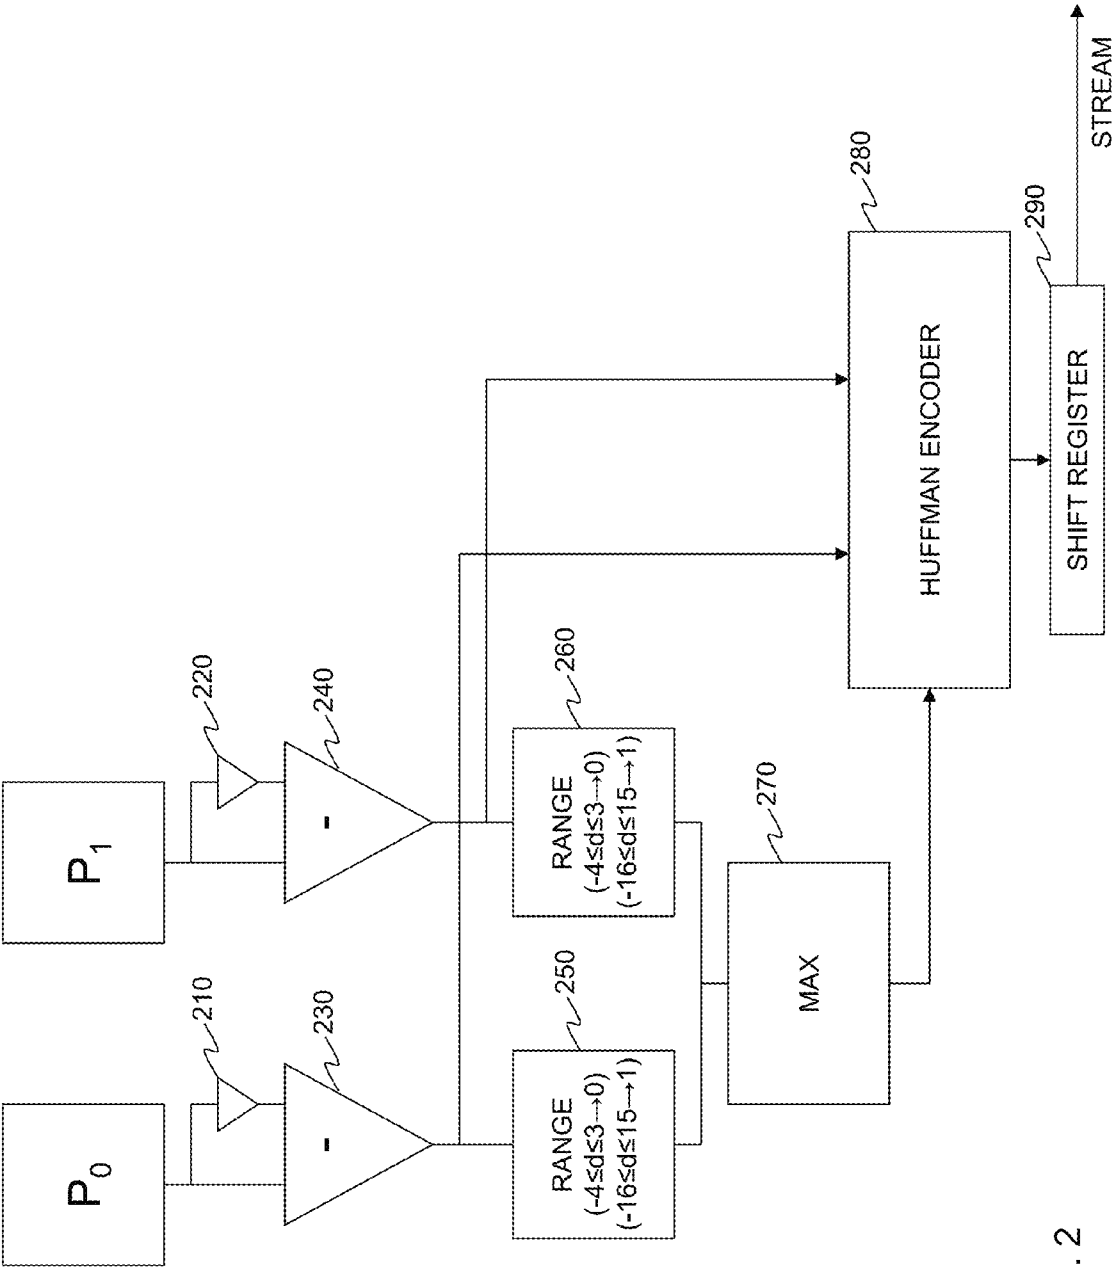 P0
P1
210
220
230
240
-
-
250
260
RANGE
(-4≤d≤3→0)
(-16≤d≤15→1)
RANGE
(-4≤d≤3→0)
(-16≤d≤15→1)
270
MAX
280
HUFFMAN ENCODER
290
SHIFT REGISTER
STREAM
. 2